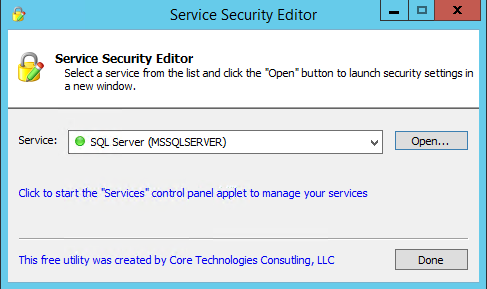 Service Security Editor
Service Security Editor
Select a service from the list and click the "Open" button to launch security settings in
a new window.
Service: SQL Server (MSSQLSERVER) Open...
Click to start the "Services" control panel applet to manage your services
This free utility was created by Core Technologies Consutling, LLC Done